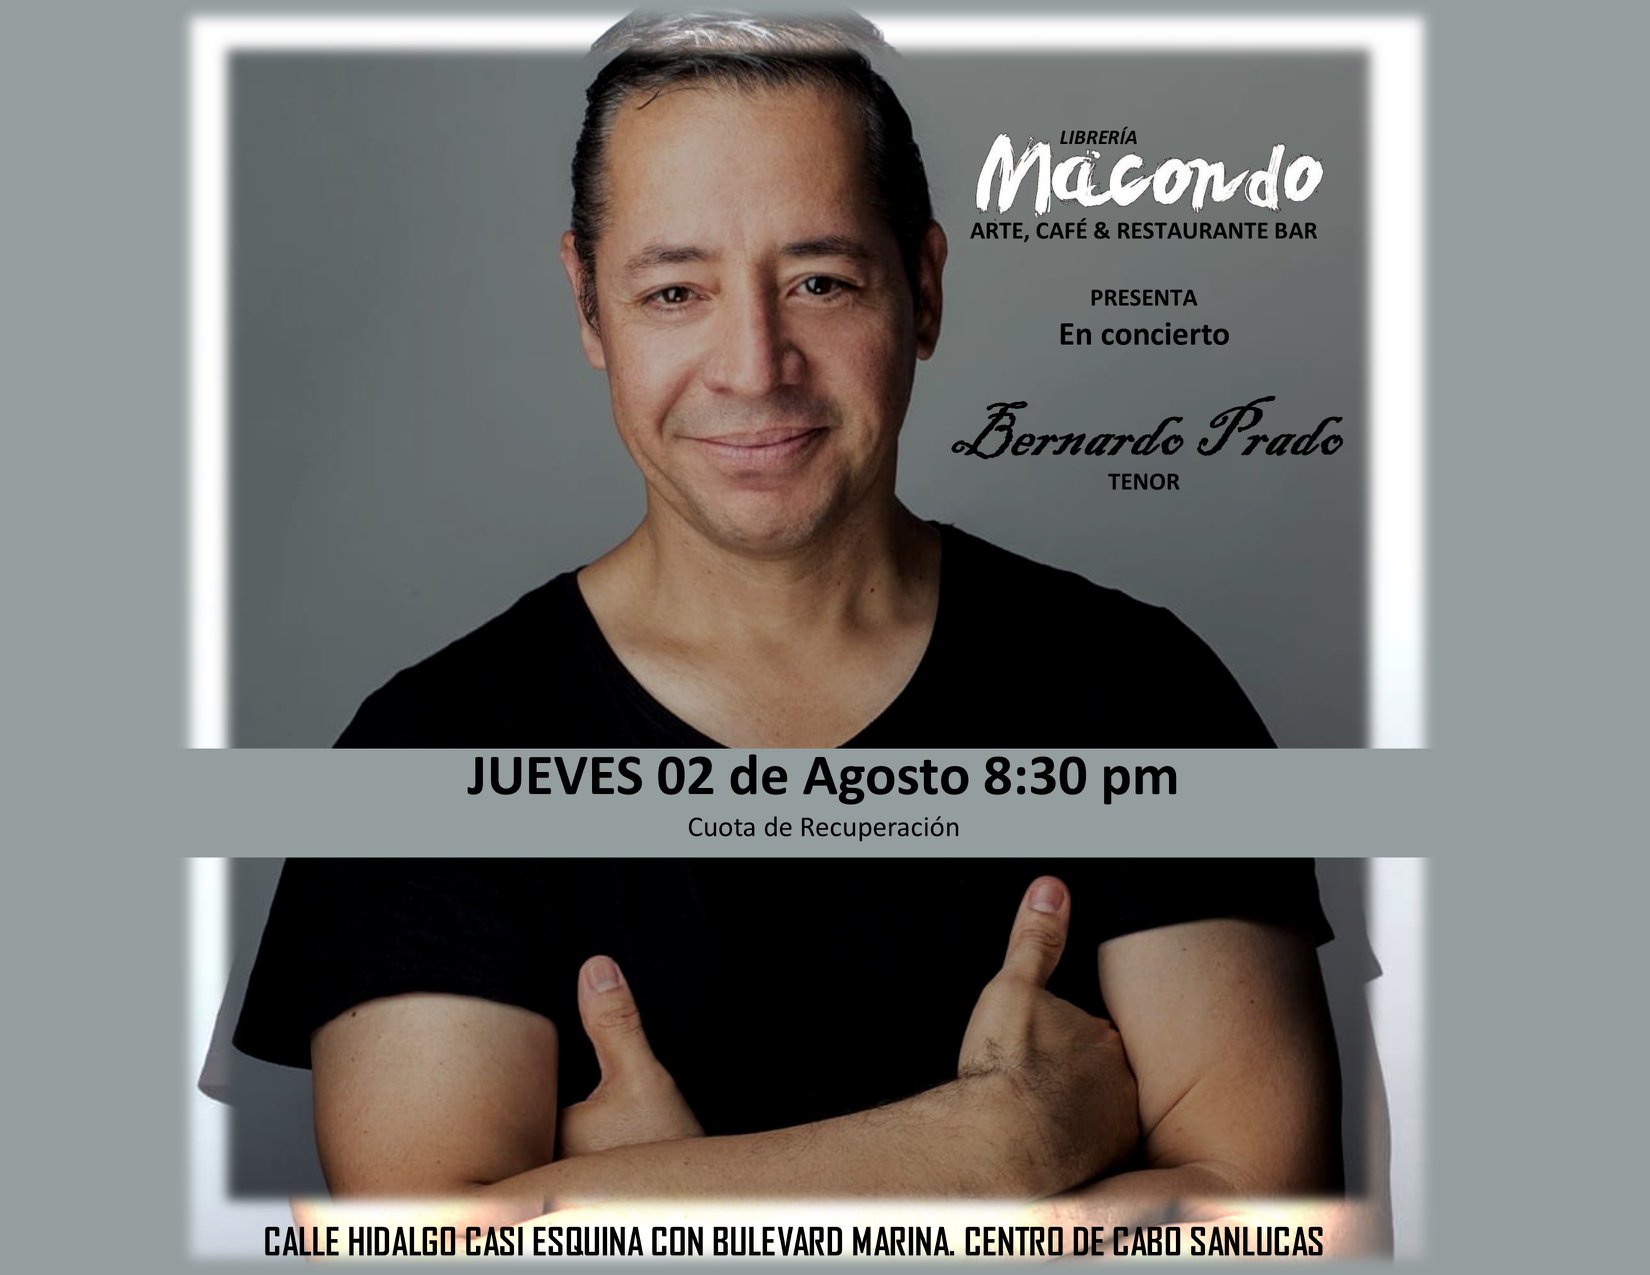 LIBRERÍA
Macondo
ARTE, CAFÉ & RESTAURANTE BAR
PRESENTA
En concierto
Bernardo Prado
TENOR
JUEVES 02 de Agosto 8:30 pm
Cuota de Recuperación
CALLE HIDALGO CASI ESQUINA CON BULEVARD MARINA. CENTRO DE CABO SANLUCAS